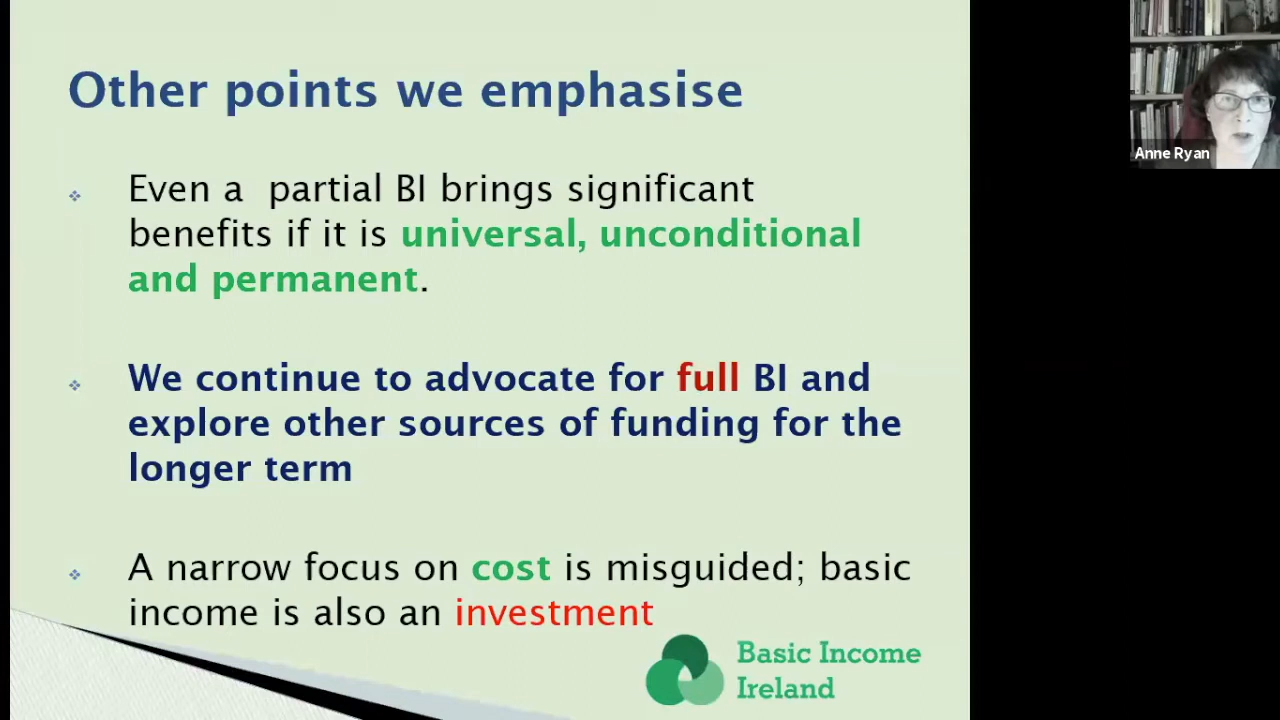 Other points we emphasise
Even a partial BI brings significant
benefits if it is universal, unconditional
and permanent.
We continue to advocate for full BI and
explore other sources of funding for the
longer term
A narrow focus on cost is misguided; basic
income is also an investment
Basic Income
Ireland
Anne Ryan